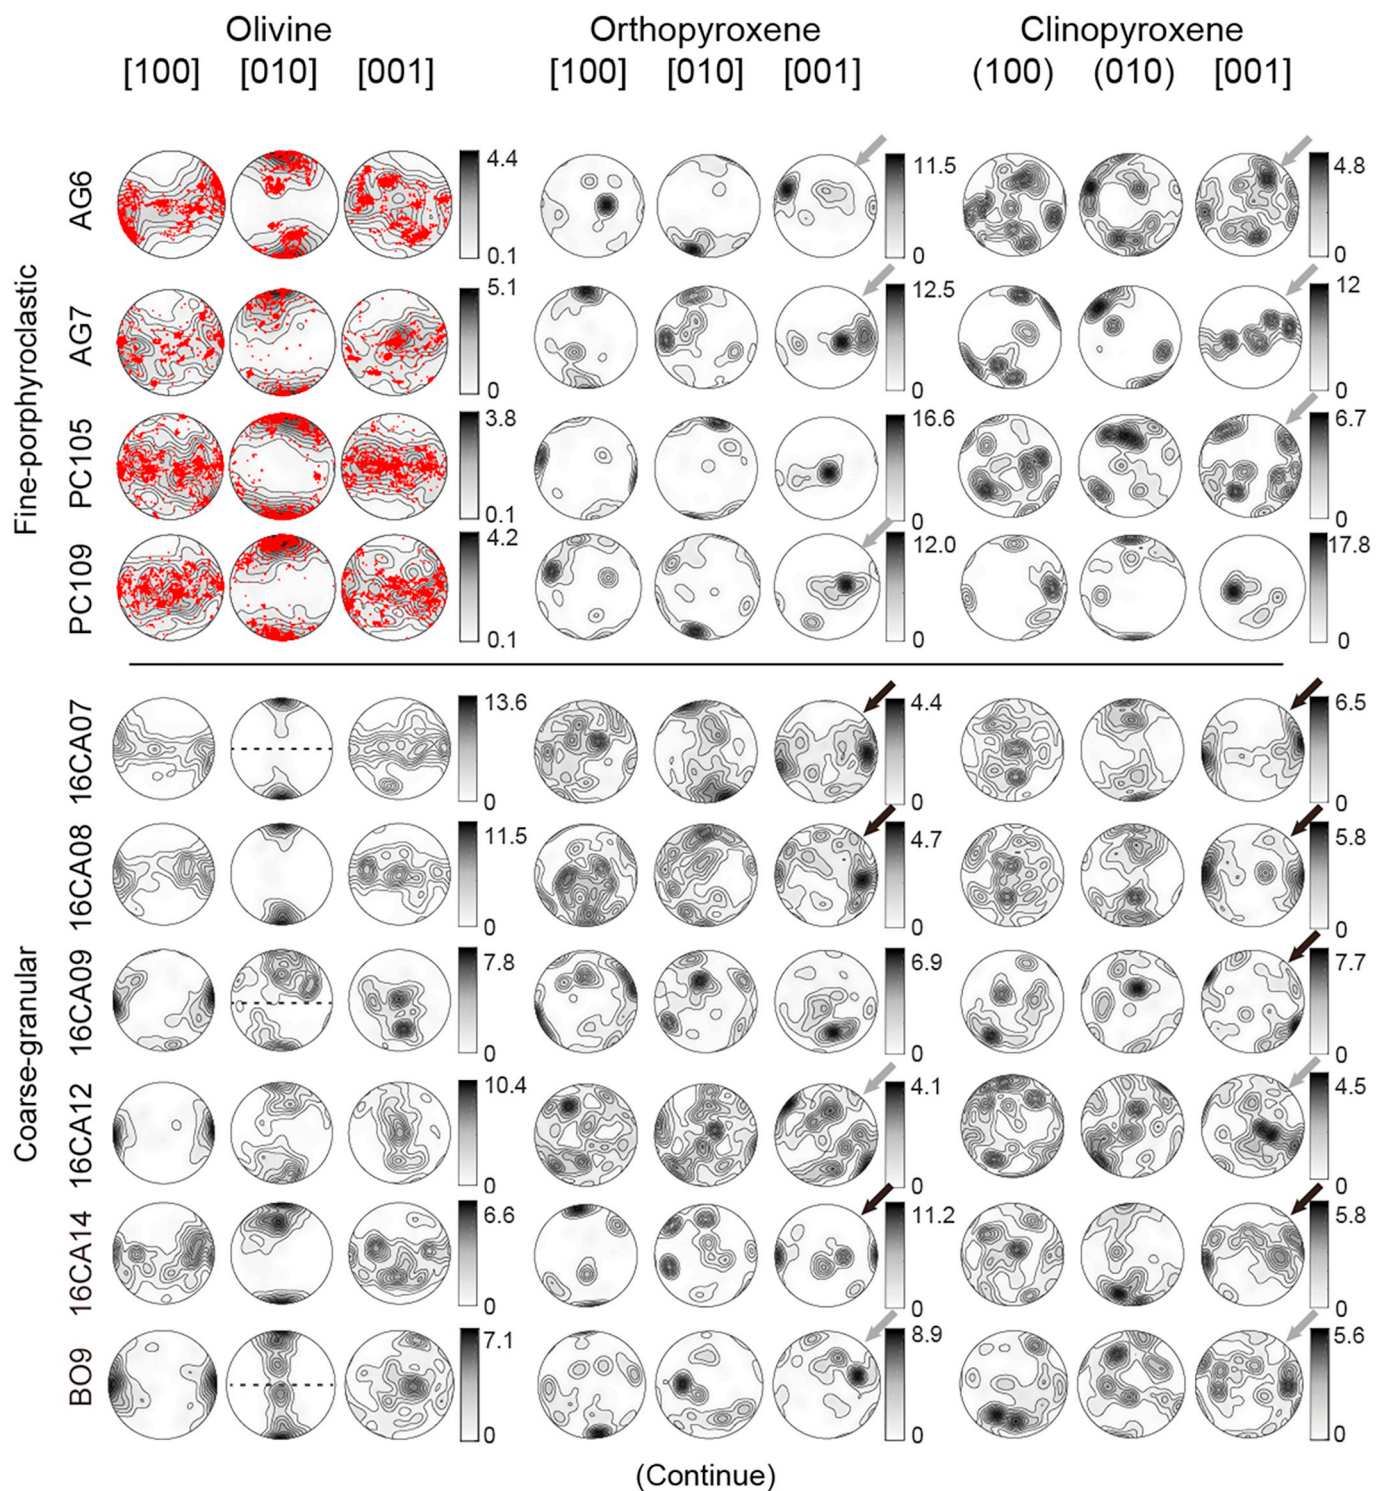 Olivine Orthopyroxene Clinopyroxene
[100] [010] [001] [100] [010] [001] (100) (010) [001]
Fine-porphyroclastic
AG6 4.4 0.1 11.5 0 4.8 0
AG7 5.1 0 12.5 0 12 0
PC105 3.8 0.1 16.6 0 6.7 0
PC109 4.2 0.1 12.0 0 17.8 0
Coarse-granular
16CA07 13.6 0 4.4 0 6.5 0
16CA08 11.5 0 4.7 0 5.8 0
16CA09 7.8 0 6.9 0 7.7 0
16CA12 10.4 0 4.1 0 4.5 0
16CA14 6.6 0 11.2 0 5.8 0
BO9 7.1 0 8.9 0 5.6 0
(Continue)